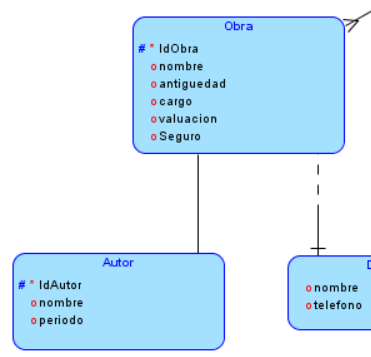 Obra
# * IdObra
o nombre
o antiguedad
o cargo
o valuacion
o Seguro
Autor
# * IdAutor
o nombre
o periodo
o nombre
o telefono